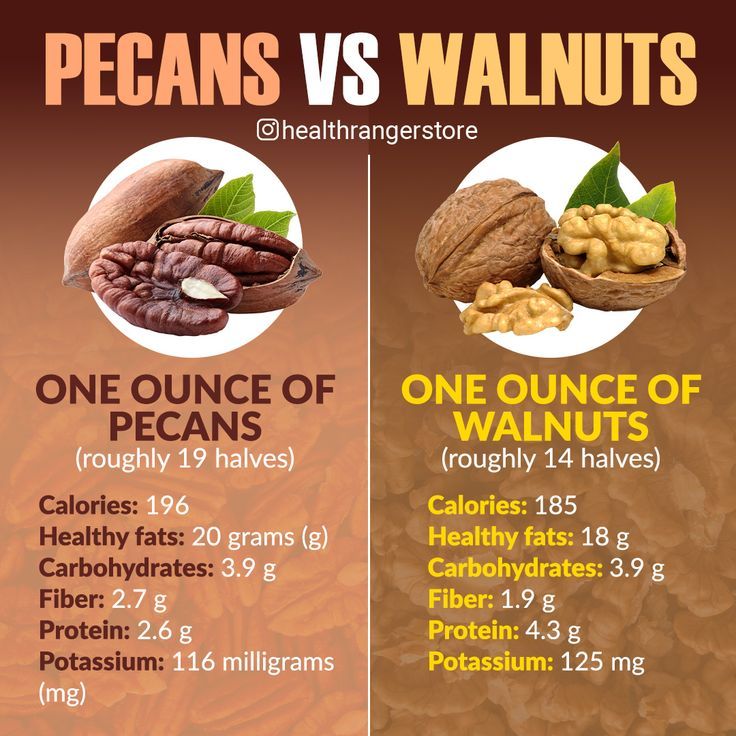 PECANS VS WALNUTS
healthrangerstore
ONE OUNCE OF
PECANS
(roughly 19 halves)
Calories: 196
Healthy fats: 20 grams (g)
Carbohydrates: 3.9 g
Fiber: 2.7 g
Protein: 2.6 g
Potassium: 116 milligrams
(mg)
ONE OUNCE OF
WALNUTS
(roughly 14 halves)
Calories: 185
Healthy fats: 18 g
Carbohydrates: 3.9 g
Fiber: 1.9 g
Protein: 4.3 g
Potassium: 125 mg